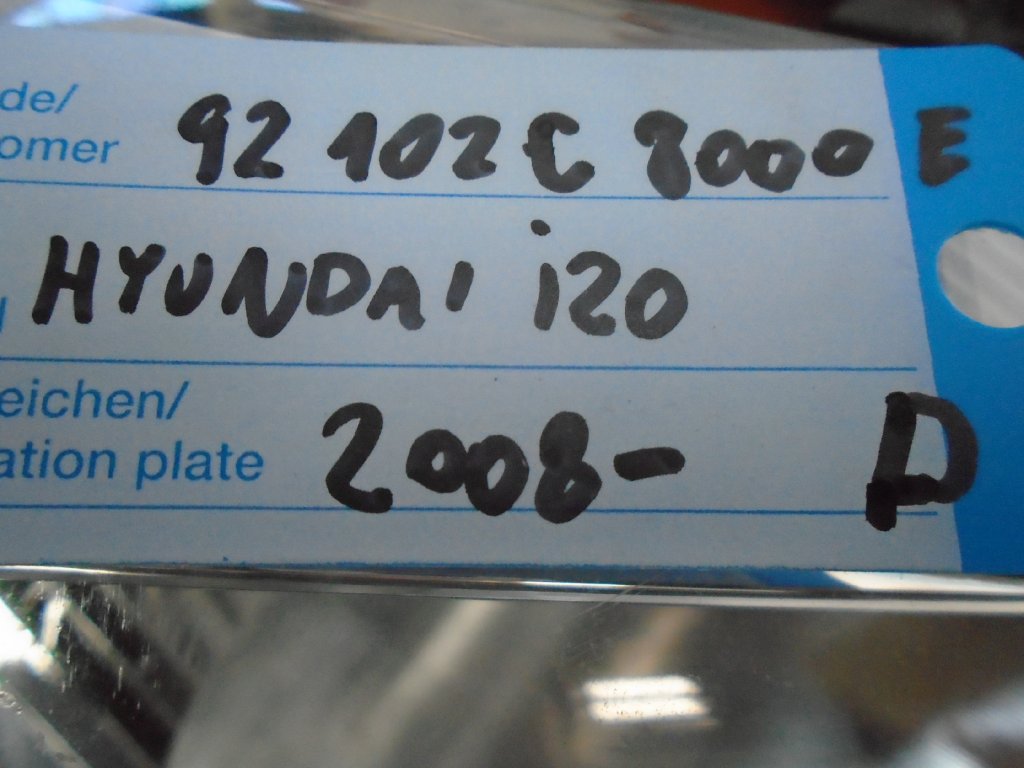 de/
omer 92 102 C 8000 E
HYUNDAI i20
eichen/
ation plate 2008- D